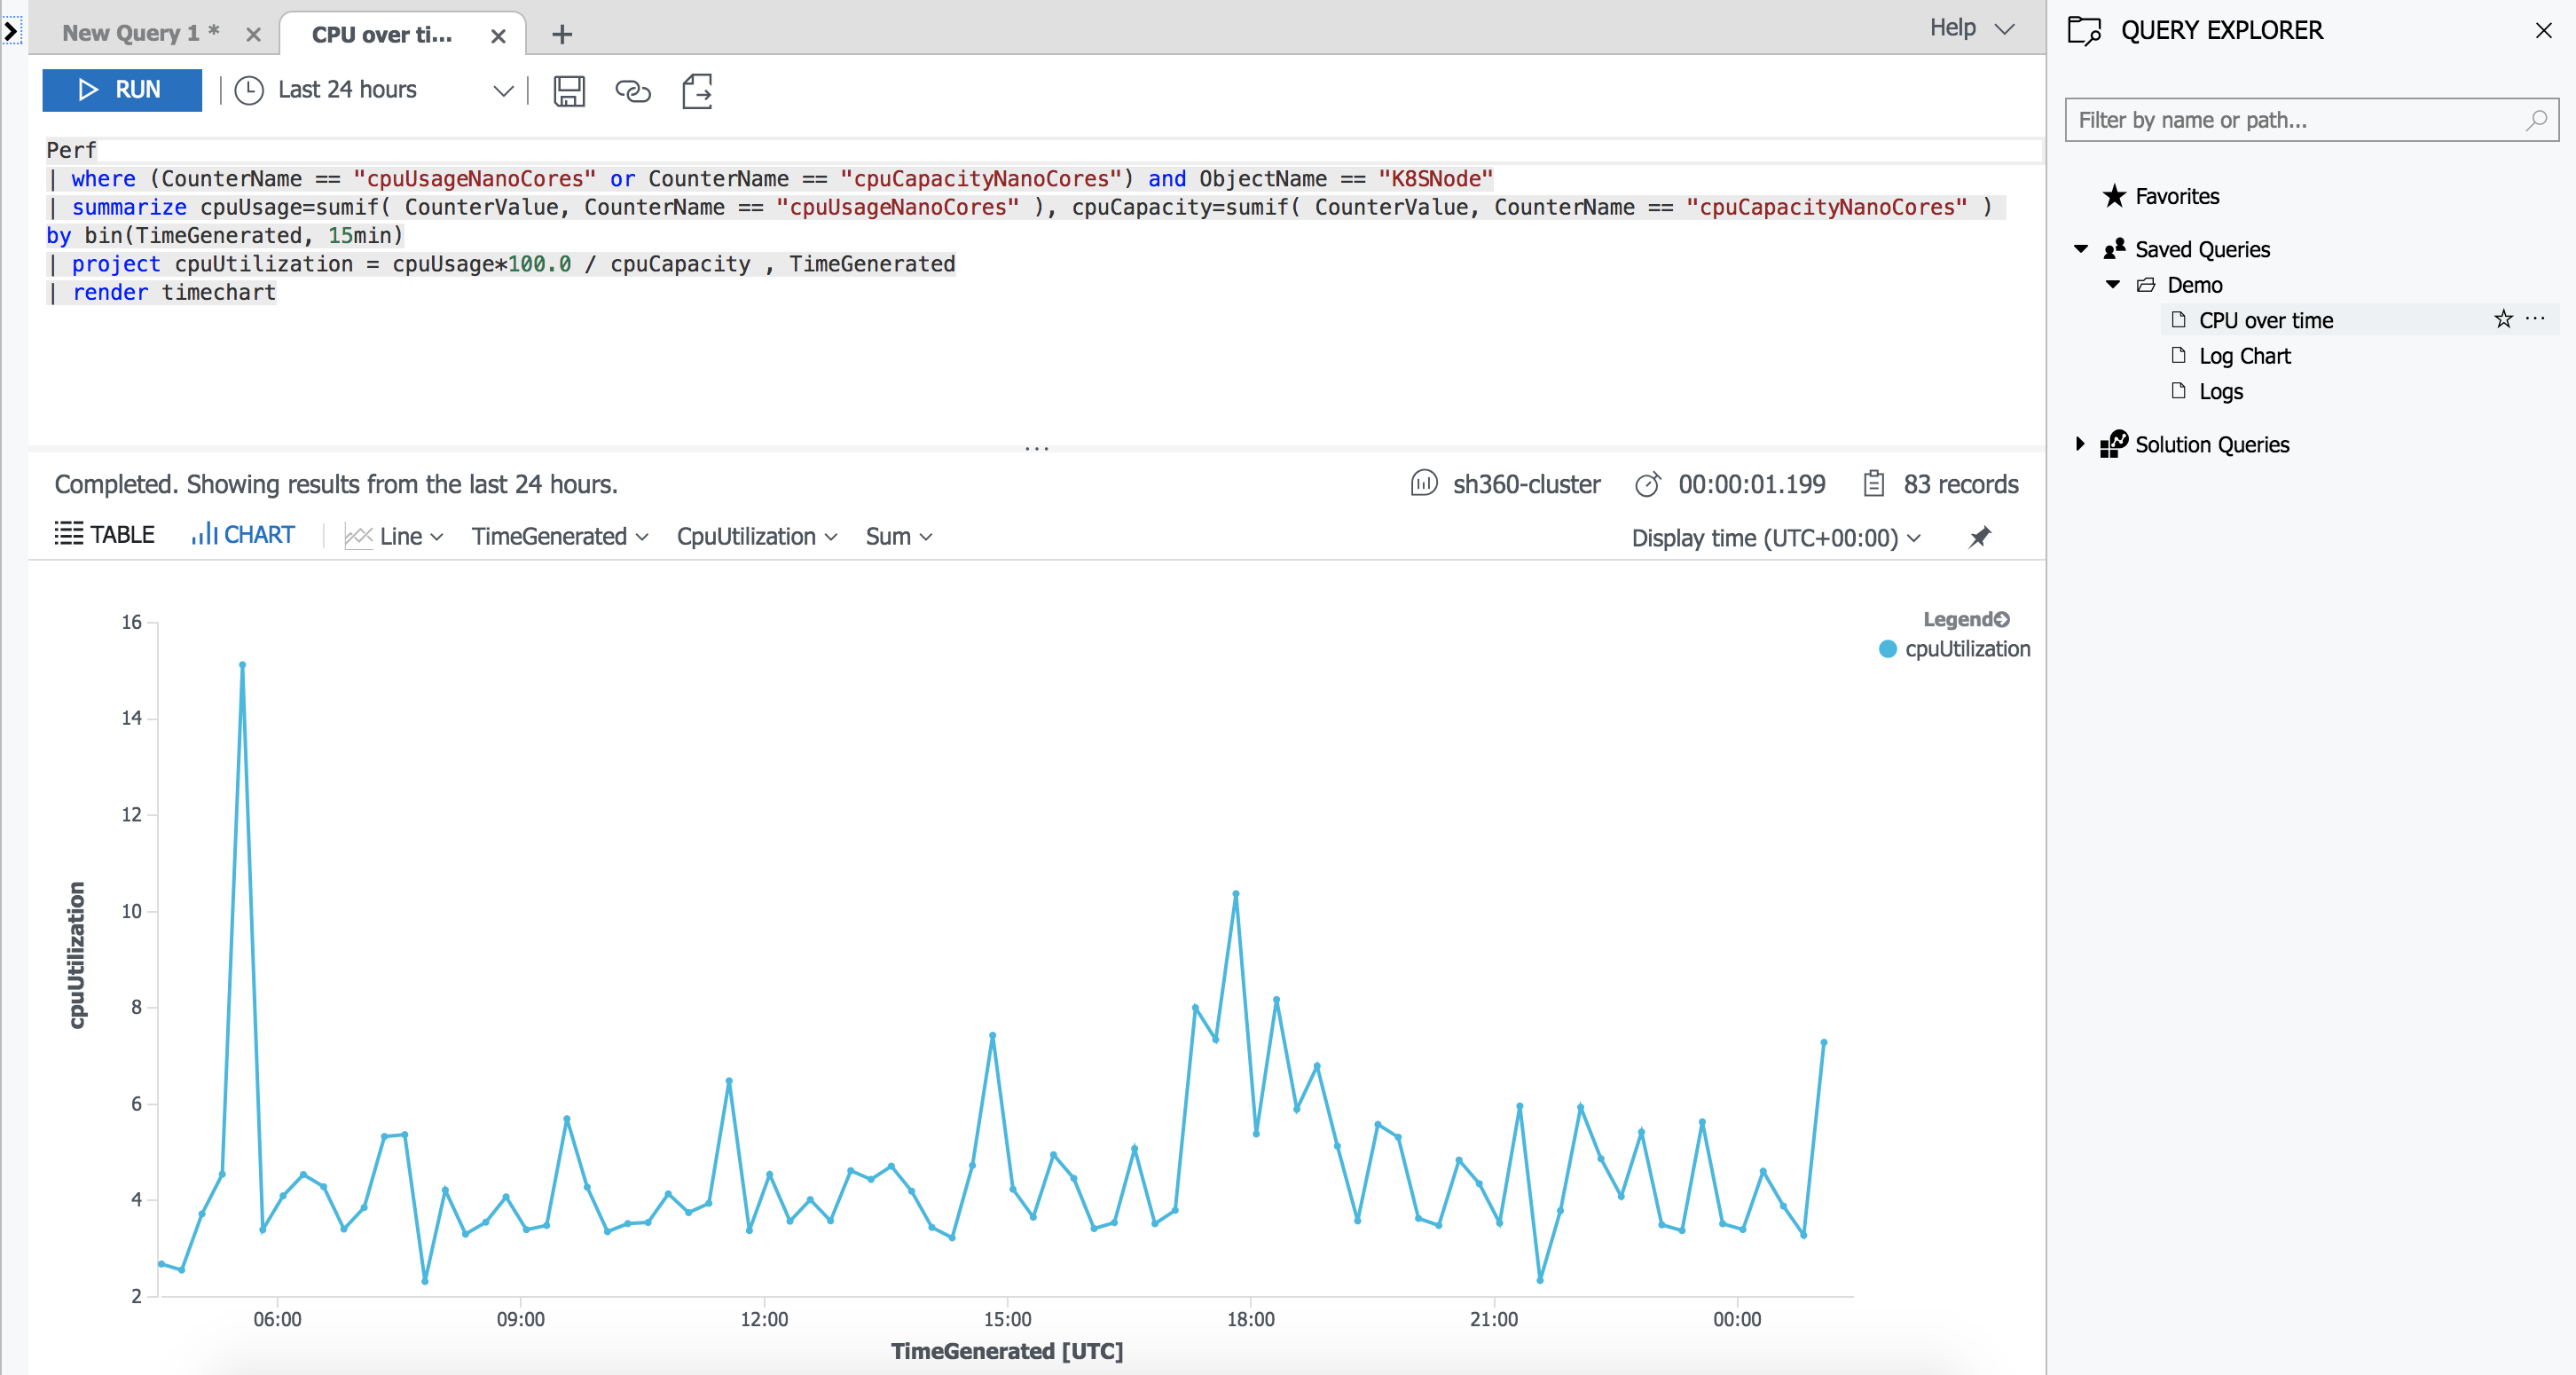 New Query 1 *
CPU over ti...
Help
RUN
Last 24 hours
Perf
| where (CounterName == "cpuUsageNanoCores" or CounterName == "cpuCapacityNanoCores") and ObjectName == "K8SNode"
| summarize cpuUsage=sumif( CounterValue, CounterName == "cpuUsageNanoCores" ), cpuCapacity=sumif( CounterValue, CounterName == "cpuCapacityNanoCores" )
by bin(TimeGenerated, 15min)
| project cpuUtilization = cpuUsage*100.0 / cpuCapacity , TimeGenerated
| render timechart
Completed. Showing results from the last 24 hours.
sh360-cluster
00:00:01.199
83 records
TABLE
CHART
Line
TimeGenerated
CpuUtilization
Sum
Display time (UTC+00:00)
Legend
cpuUtilization
cpuUtilization
16
14
12
10
8
6
4
2
06:00
09:00
12:00
15:00
18:00
21:00
00:00
TimeGenerated [UTC]
QUERY EXPLORER
Filter by name or path...
Favorites
Saved Queries
Demo
CPU over time
Log Chart
Logs
Solution Queries